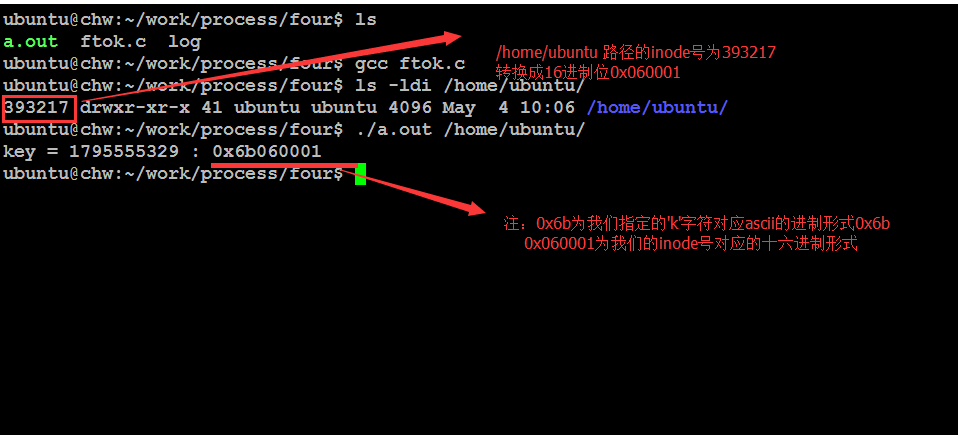 ubuntu@chw:~/work/process/four$ ls
a.out ftok.c log
ubuntu@chw:~/work/process/four$ gcc ftok.c
/home/ubuntu 路径的inode号为393217
转换成16进制位0x060001
ubuntu@chw:~/work/process/four$ ls -ldi /home/ubuntu/
393217 drwxr-xr-x 41 ubuntu ubuntu 4096 May  4 10:06 /home/ubuntu/
ubuntu@chw:~/work/process/four$ ./a.out /home/ubuntu/
key = 1795555329 : 0x6b060001
ubuntu@chw:~/work/process/four$
注：0x6b为我们指定的'k'字符对应ascii的进制形式0x6b
0x060001为我们的inode号对应的十六进制形式